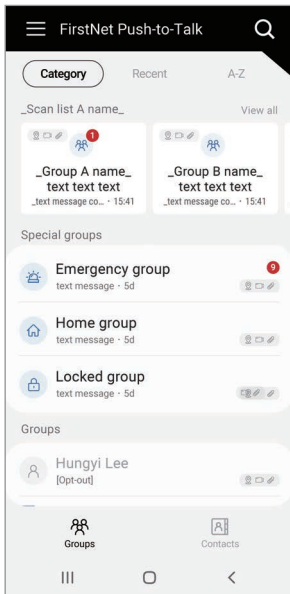 FirstNet Push-to-Talk
Category
Recent
A-Z
_Scan list A name_
View all
1
_Group A name_
text text text
_text message co... · 15:41
_Group B name_
text text text
_text message co... · 15:41
Special groups
Emergency group
9
text message · 5d
Home group
text message · 5d
Locked group
text message · 5d
Groups
Hungyi Lee
[Opt-out]
Groups
Contacts